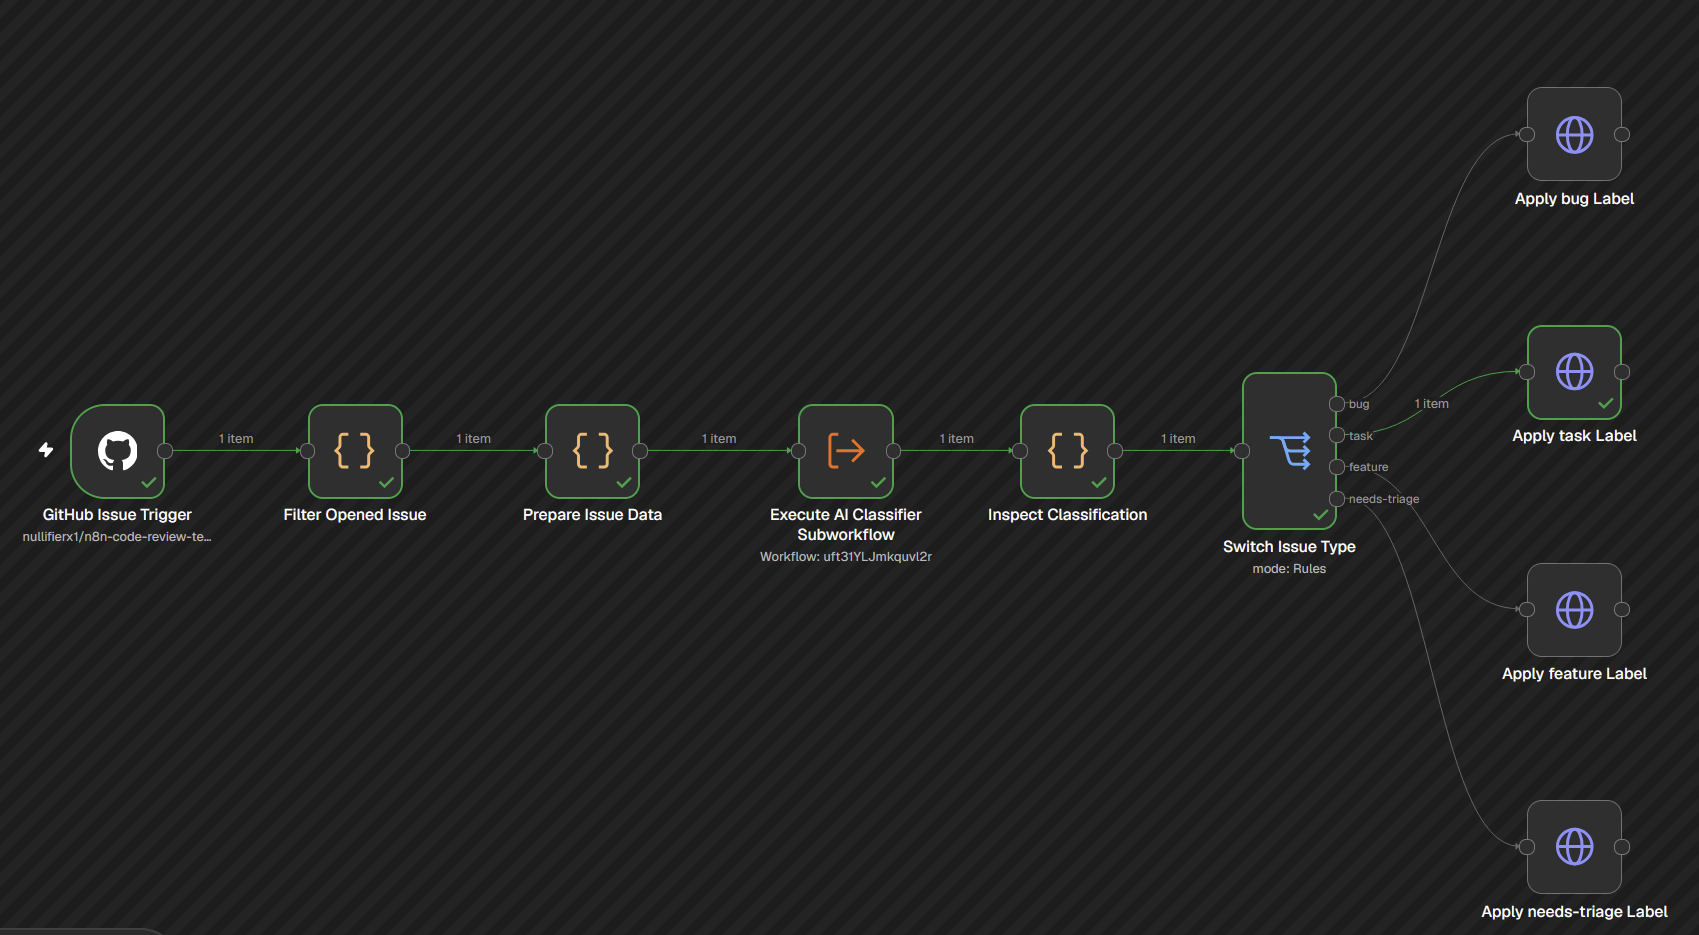 Apply bug Label
bug
1 item
task
feature
needs-triage
Apply task Label
1 item
1 item
1 item
1 item
1 item
GitHub Issue Trigger
nullifierx1/n8n-code-review-te...
Filter Opened Issue
Prepare Issue Data
Execute AI Classifier
Subworkflow
Workflow: uft31YLJmkquvl2r
Inspect Classification
Switch Issue Type
mode: Rules
Apply feature Label
Apply needs-triage Label